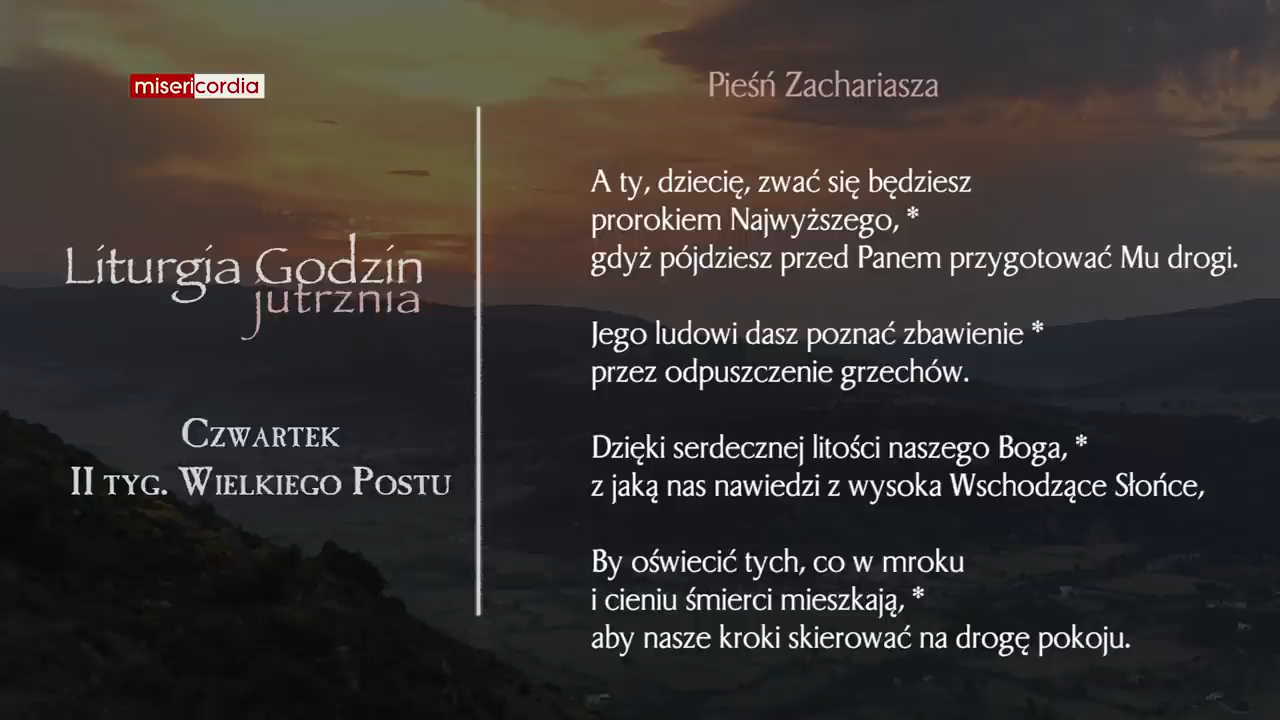 misericordia
Liturgia Godzin
jutrznia
Czwartek
II tyg. Wielkiego Postu
Pieśń Zachariasza
A ty, dziecię, zwać się będziesz
prorokiem Najwyższego, *
gdyż pójdziesz przed Panem przygotować Mu drogi.
Jego ludowi dasz poznać zbawienie *
przez odpuszczenie grzechów.
Dzięki serdecznej litości naszego Boga, *
z jaką nas nawiedzi z wysoka Wschodzące Słońce,
By oświecić tych, co w mroku
i cieniu śmierci mieszkają, *
aby nasze kroki skierować na drogę pokoju.